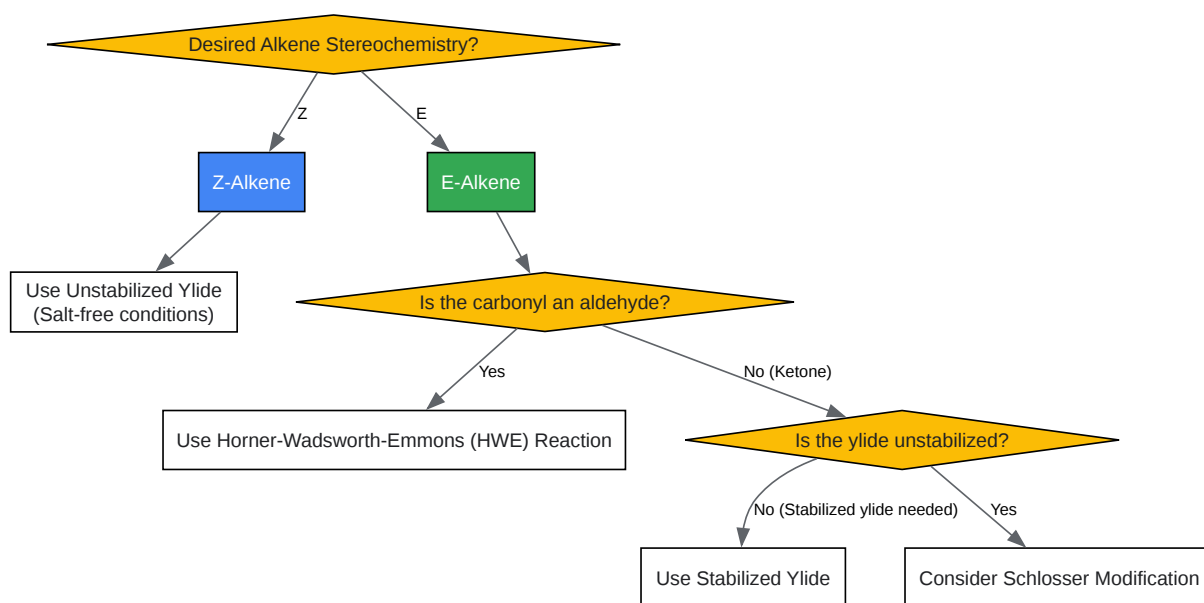 Desired Alkene Stereochemistry?
Z
E
Z-Alkene
E-Alkene
Use Unstabilized Ylide
(Salt-free conditions)
Is the carbonyl an aldehyde?
Yes
No (Ketone)
Use Horner-Wadsworth-Emmons (HWE) Reaction
Is the ylide unstabilized?
No (Stabilized ylide needed)
Yes
Use Stabilized Ylide
Consider Schlosser Modification